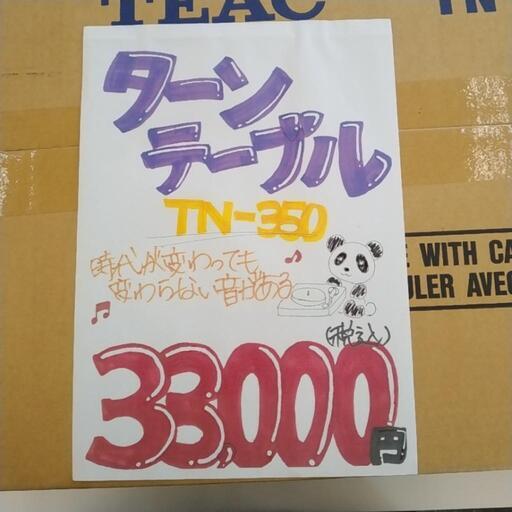 TEAC TN
ターン
テーブル
TN-350
時代が変わっても
変わらない音がある
E WITH CA
ULER AVEC
(税込)
33,000円